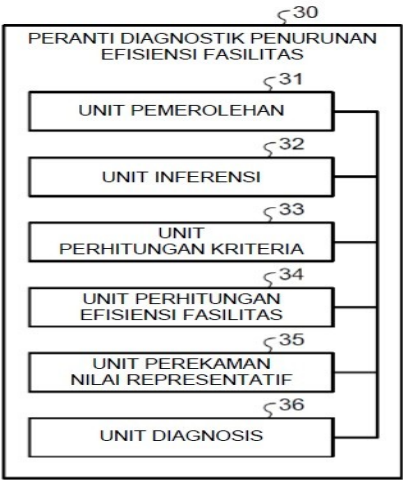 30
PERANTI DIAGNOSTIK PENURUNAN
EFISIENSI FASILITAS
31
UNIT PEMEROLEHAN
32
UNIT INFERENSI
33
UNIT
PERHITUNGAN KRITERIA
34
UNIT PERHITUNGAN
EFISIENSI FASILITAS
35
UNIT PEREKAMAN
NILAI REPRESENTATIF
36
UNIT DIAGNOSIS